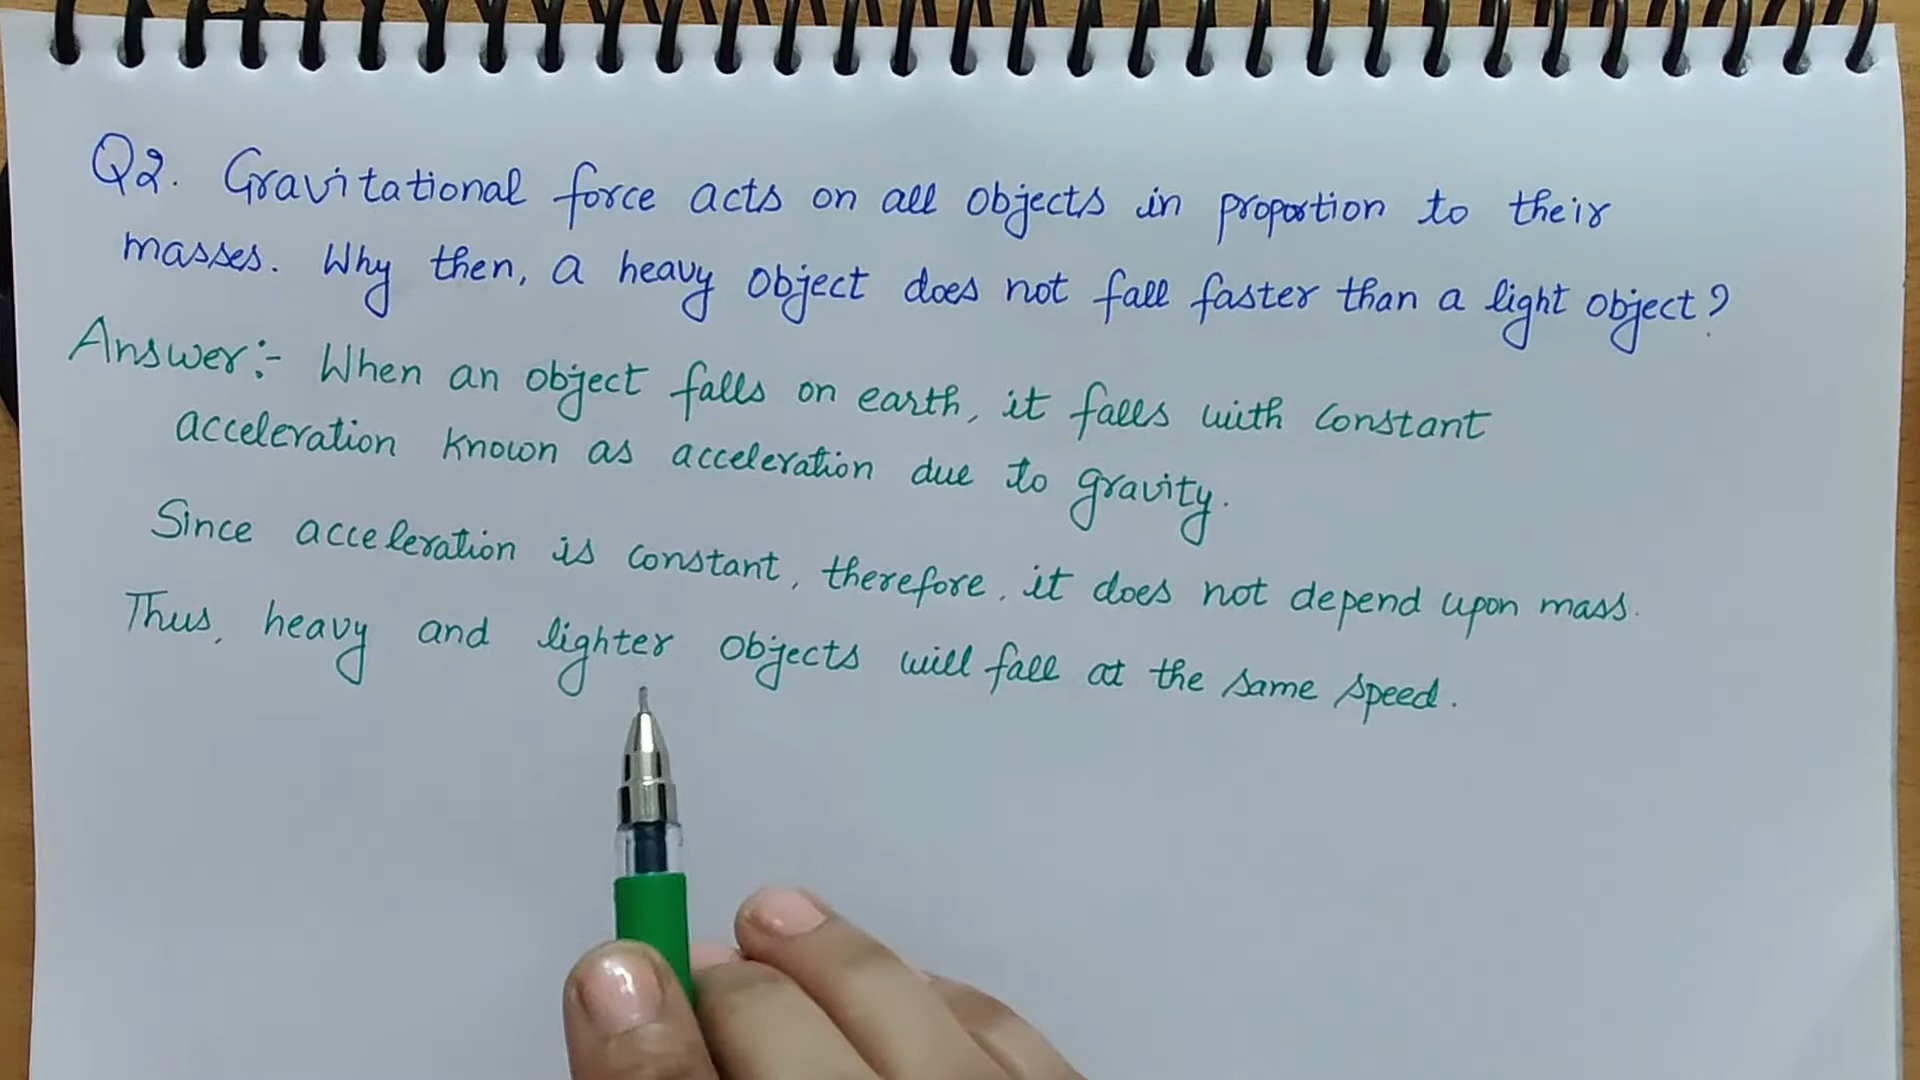 Q2. Gravitational force acts on all objects in proportion to their
masses. Why then, a heavy object does not fall faster than a light object?
Answer:- When an object falls on earth, it falls with constant
acceleration known as acceleration due to gravity.
Since acceleration is constant, therefore, it does not depend upon mass.
Thus, heavy and lighter objects will fall at the same speed.